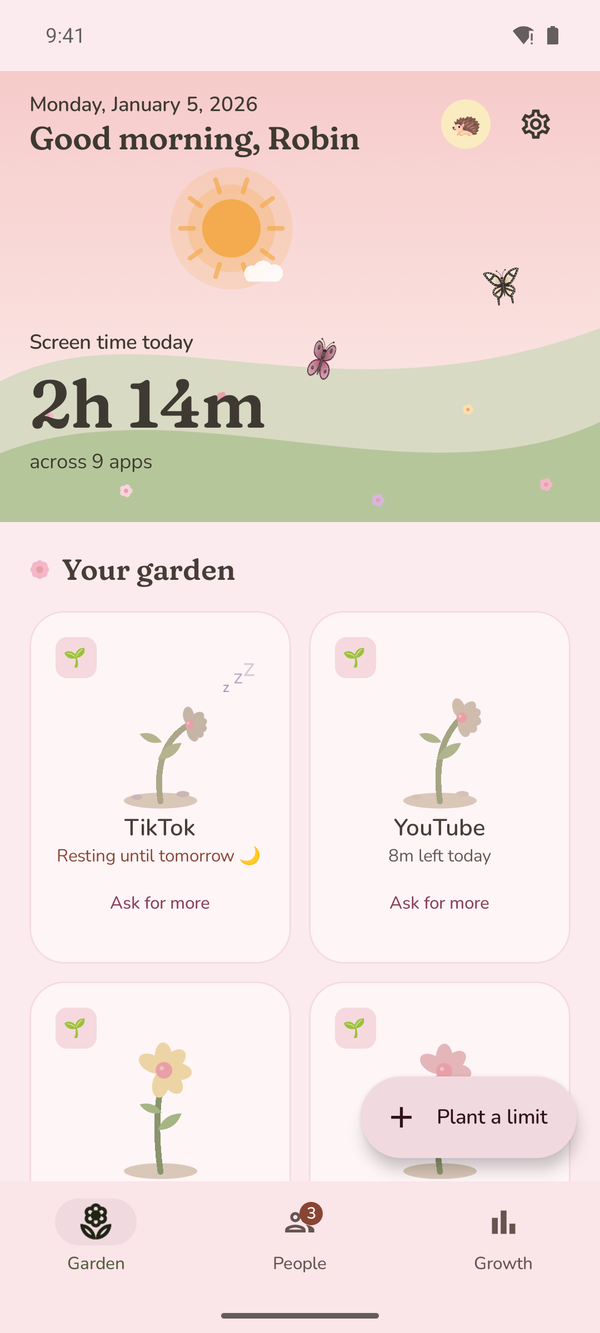 9:41
Monday, January 5, 2026
Good morning, Robin
Screen time today
2h 14m
across 9 apps
Your garden
z z Z
TikTok
Resting until tomorrow 🌙
Ask for more
YouTube
8m left today
Ask for more
+ Plant a limit
Garden
3
People
Growth